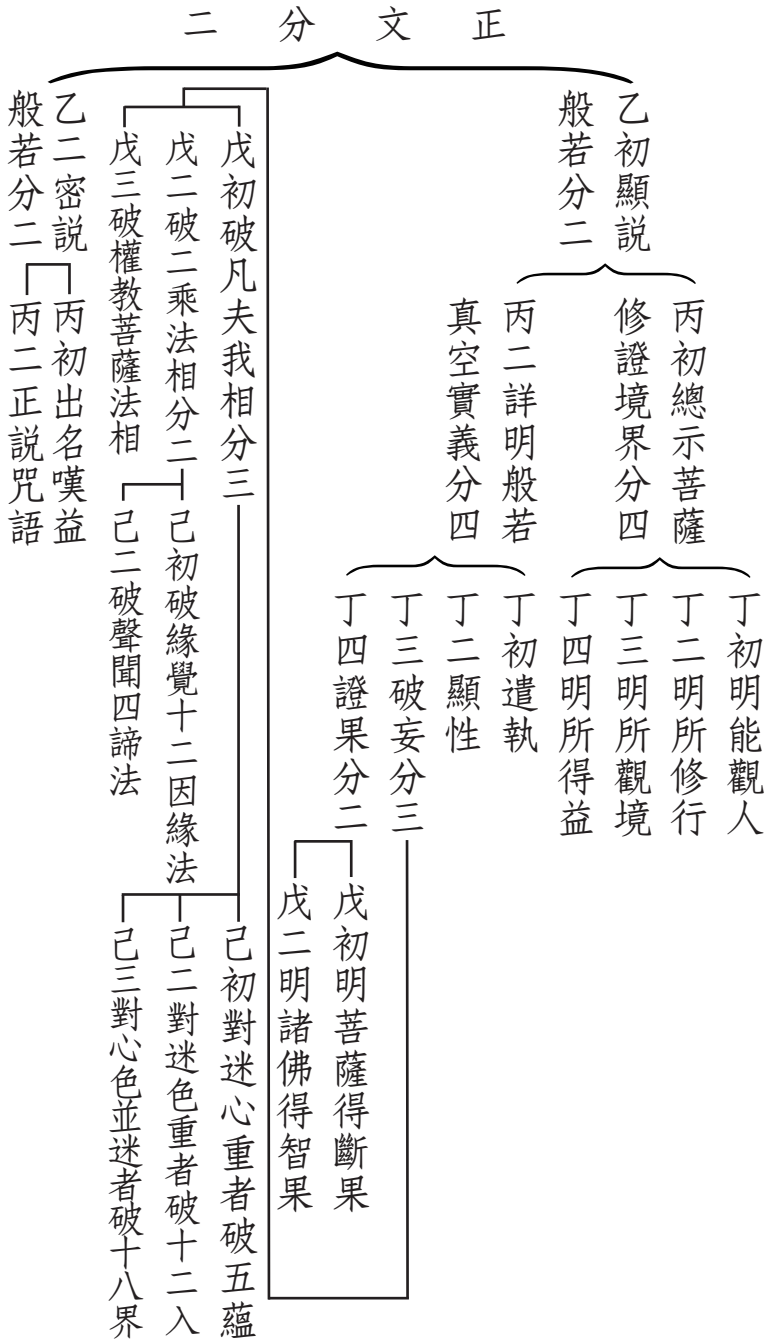 正文分二
乙初顯説
般若分二
丙初總示菩薩
修證境界分四
丁初明能觀人
丁二明所修行
丁三明所觀境
丁四明所得益
丙二詳明般若
真空實義分四
丁初遣執
丁二顯性
丁三破妄分三
丁四證果分二
戊初明菩薩得斷果
戊二明諸佛得智果
戊初破凡夫我相分三
戊二破二乘法相分二
戊三破權教菩薩法相
己初對迷心重者破五蘊
己二對迷色重者破十二入
己三對心色並迷者破十八界
己初破緣覺十二因緣法
己二破聲聞四諦法
乙二密説
般若分二
丙初出名嘆益
丙二正説咒語